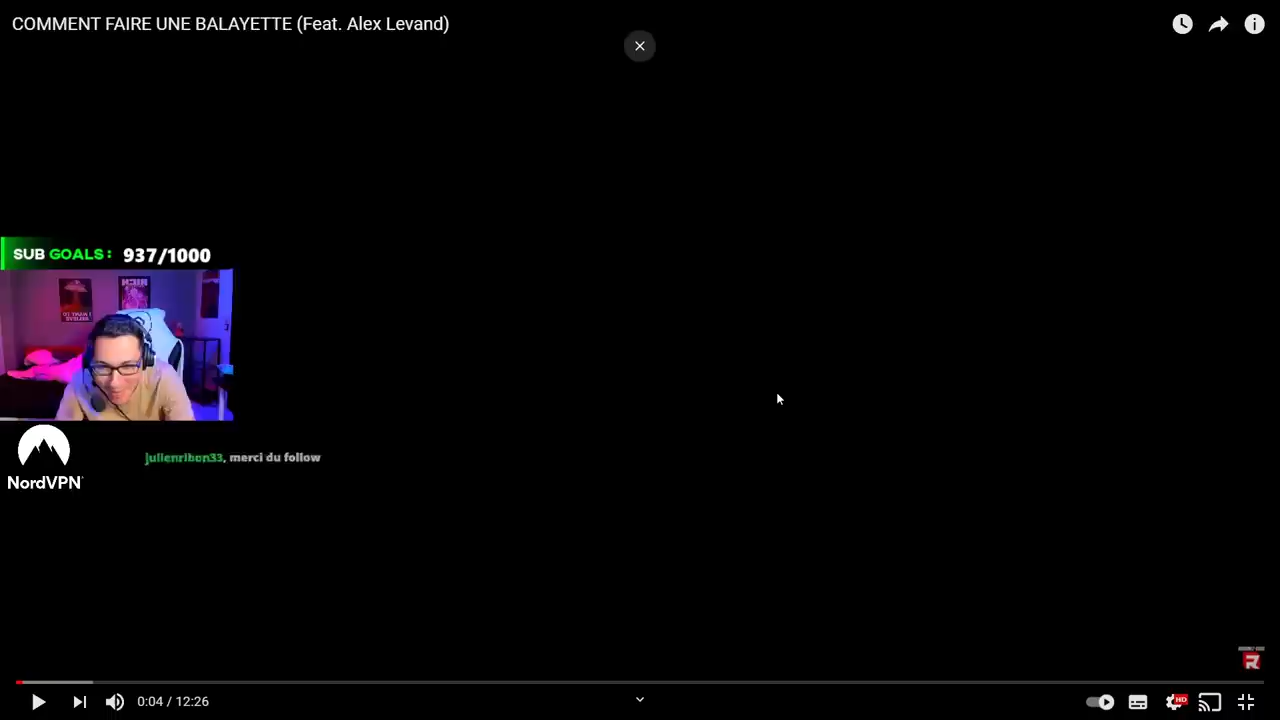 COMMENT FAIRE UNE BALAYETTE (Feat. Alex Levand)
SUB GOALS: 937/1000
NordVPN
julienribon33, merci du follow
0:04 / 12:26
HD